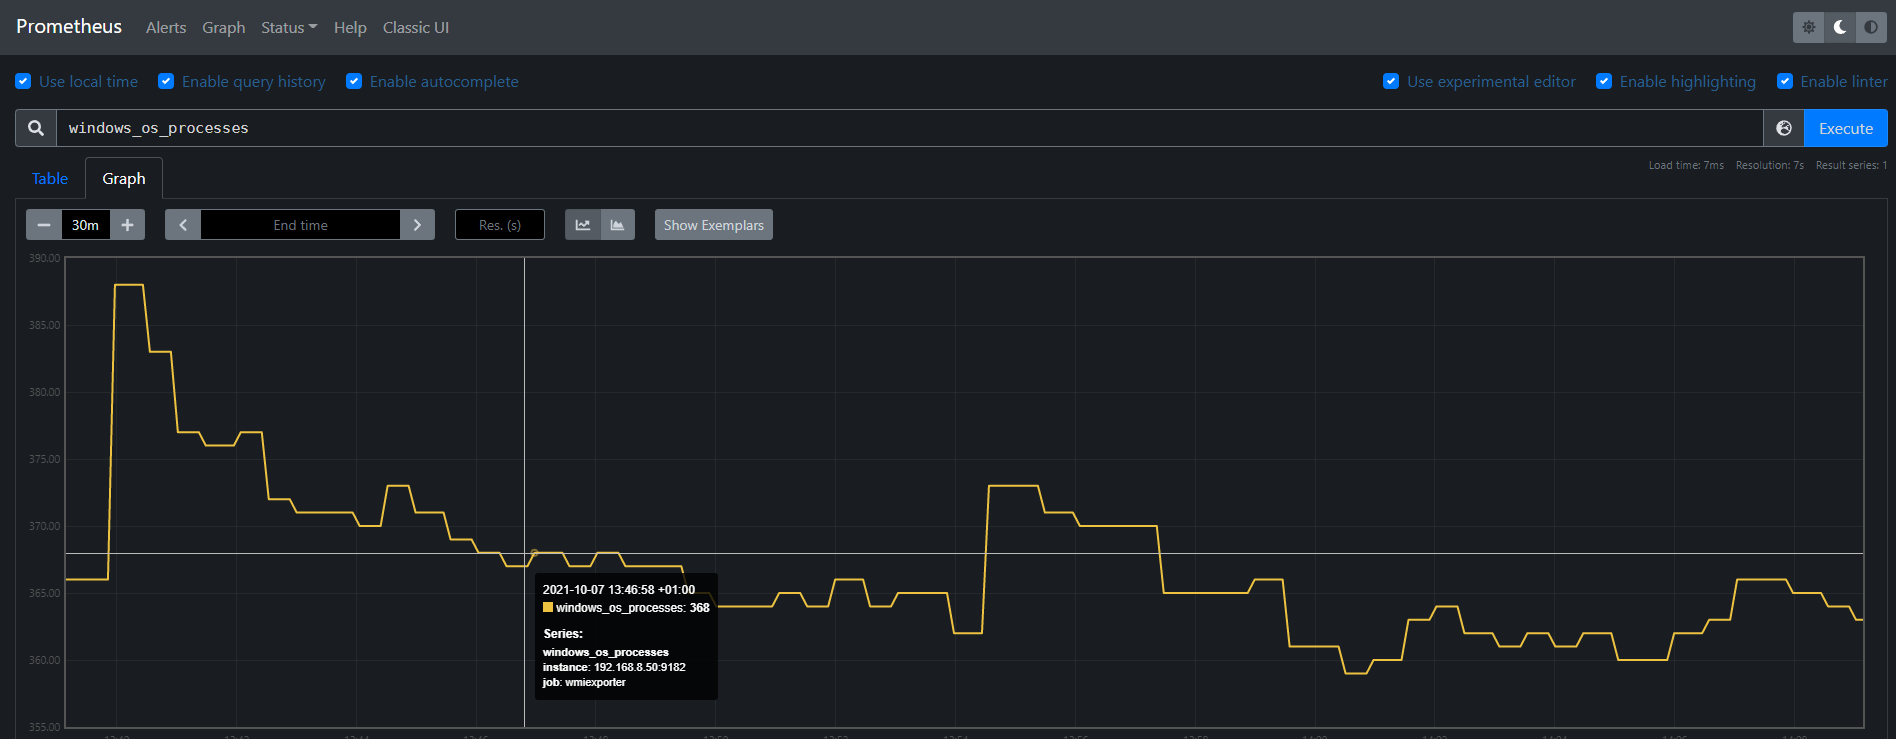 Prometheus Alerts Graph Status Help Classic UI
Use local time Enable query history Enable autocomplete Use experimental editor Enable highlighting Enable linter
windows_os_processes Execute
Load time: 7ms Resolution: 7s Result series: 1
Table Graph
30m End time Res. (s) Show Exemplars
390.00
385.00
380.00
375.00
370.00
365.00
360.00
355.00
2021-10-07 13:46:58 +01:00
windows_os_processes: 368
Series:
windows_os_processes
instance: 192.168.8.50:9182
job: wmiexporter